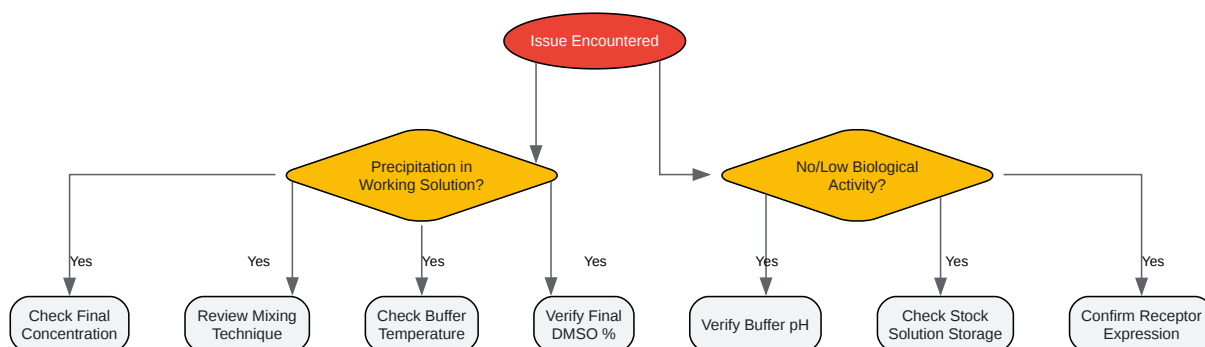 Issue Encountered
Precipitation in
Working Solution?
No/Low Biological
Activity?
Yes
Yes
Yes
Yes
Yes
Yes
Yes
Check Final
Concentration
Review Mixing
Technique
Check Buffer
Temperature
Verify Final
DMSO %
Verify Buffer pH
Check Stock
Solution Storage
Confirm Receptor
Expression